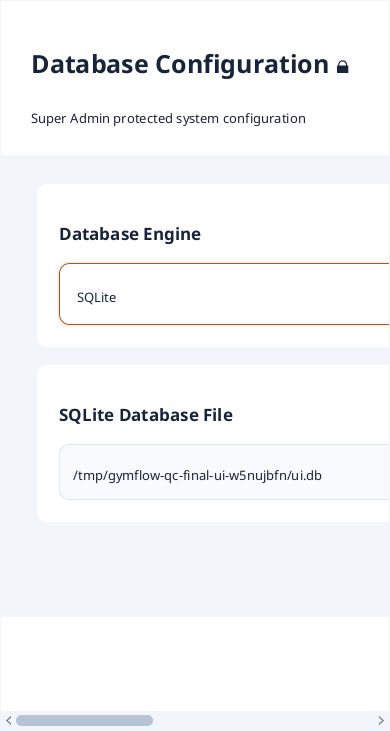 Database Configuration 🔒
Super Admin protected system configuration
Database Engine
SQLite
SQLite Database File
/tmp/gymflow-qc-final-ui-w5nujbfn/ui.db